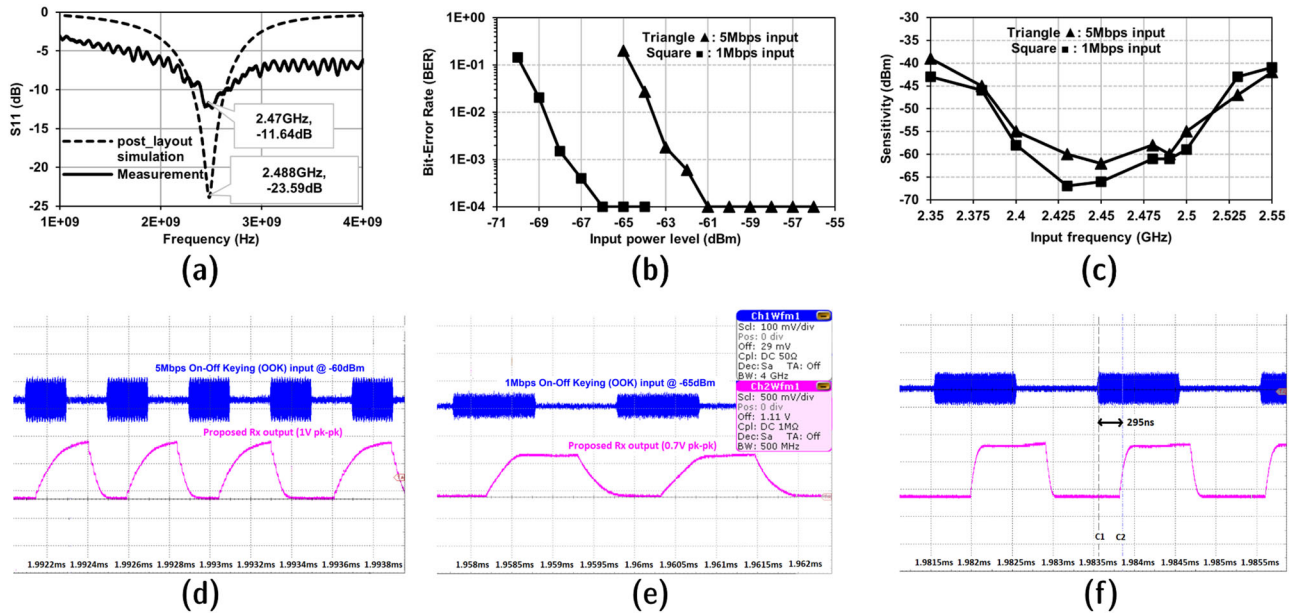 0
-5
-10
-15
-20
-25
S11 (dB)
2.47GHz,
-11.64dB
2.488GHz,
-23.59dB
post_layout
simulation
Measurement
1E+09 2E+09 3E+09 4E+09
Frequency (Hz)
(a)
1E+00
1E-01
1E-02
1E-03
1E-04
Bit-Error Rate (BER)
Triangle ▲: 5Mbps input
Square ■: 1Mbps input
-71 -69 -67 -65 -63 -61 -59 -57 -55
Input power level (dBm)
(b)
-30
-35
-40
-45
-50
-55
-60
-65
-70
Sensitivity (dBm)
Triangle ▲: 5Mbps input
Square ■: 1Mbps input
2.35 2.375 2.4 2.425 2.45 2.475 2.5 2.525 2.55
Input frequency (GHz)
(c)
5Mbps On-Off Keying (OOK) input @ -60dBm
Proposed Rx output (1V pk-pk)
1.9922ms 1.9924ms 1.9926ms 1.9928ms 1.993ms 1.9932ms 1.9934ms 1.9936ms 1.9938ms
(d)
Ch1Wfm1
Scl: 100 mV/div
Pos: 0 div
Off: 29 mV
Cpl: DC 50Ω
Dec: Sa TA: Off
BW: 4 GHz
Ch2Wfm1
Scl: 500 mV/div
Pos: 0 div
Off: 1.11 V
Cpl: DC 1MΩ
Dec: Sa TA: Off
BW: 500 MHz
1Mbps On-Off Keying (OOK) input @ -65dBm
Proposed Rx output (0.7V pk-pk)
1.958ms 1.9585ms 1.959ms 1.9595ms 1.96ms 1.9605ms 1.961ms 1.9615ms 1.962ms
(e)
295ns
C1 C2
1.9815ms 1.982ms 1.9825ms 1.983ms 1.9835ms 1.984ms 1.9845ms 1.985ms 1.9855ms
(f)